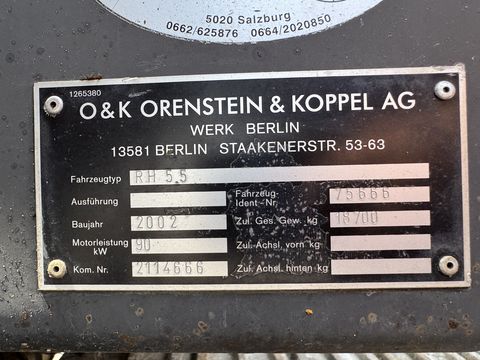 5020 Salzburg
0662/625876 0664/2020850
1265380
O&K ORENSTEIN & KOPPEL AG
WERK BERLIN
13581 BERLIN STAAKENERSTR. 53-63
Fahrzeugtyp RH 5.5
Ausführung
Fahrzeug-Ident-Nr. 75666
Baujahr 2002 Zul. Ges. Gew. kg 18700
Motorleistung kW 90 Zul. Achsl. vorn kg
Kom. Nr. 2114666 Zul. Achsl. hinten kg